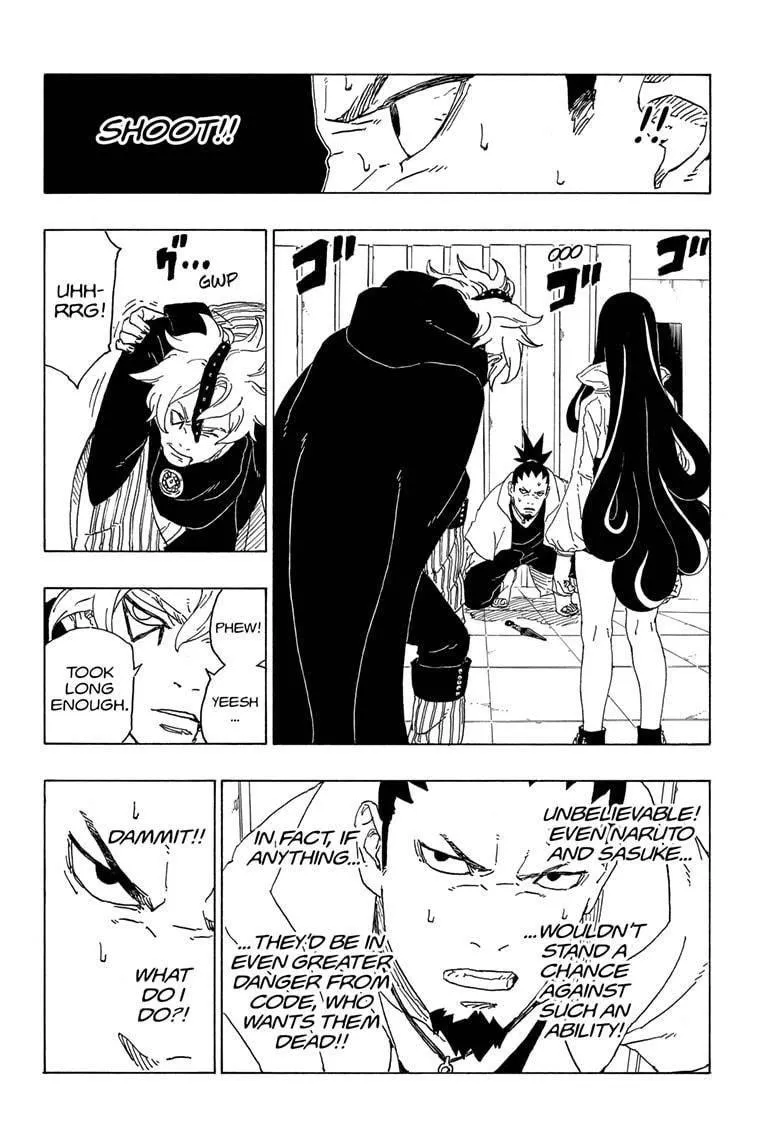 SHOOT!!
!!
ゴ
OOO
ゴ
ゴ
グ...
GWP
UHH-
RRG!
PHEW!
YEESH
...
TOOK
LONG
ENOUGH.
UNBELIEVABLE!
EVEN NARUTO
AND SASUKE...
...WOULDN'T
STAND A
CHANCE
AGAINST
SUCH AN
ABILITY!
IN FACT, IF
ANYTHING...
...THEY'D BE IN
EVEN GREATER
DANGER FROM
CODE, WHO
WANTS THEM
DEAD!!
DAMMIT!!
WHAT
DO I
DO?!